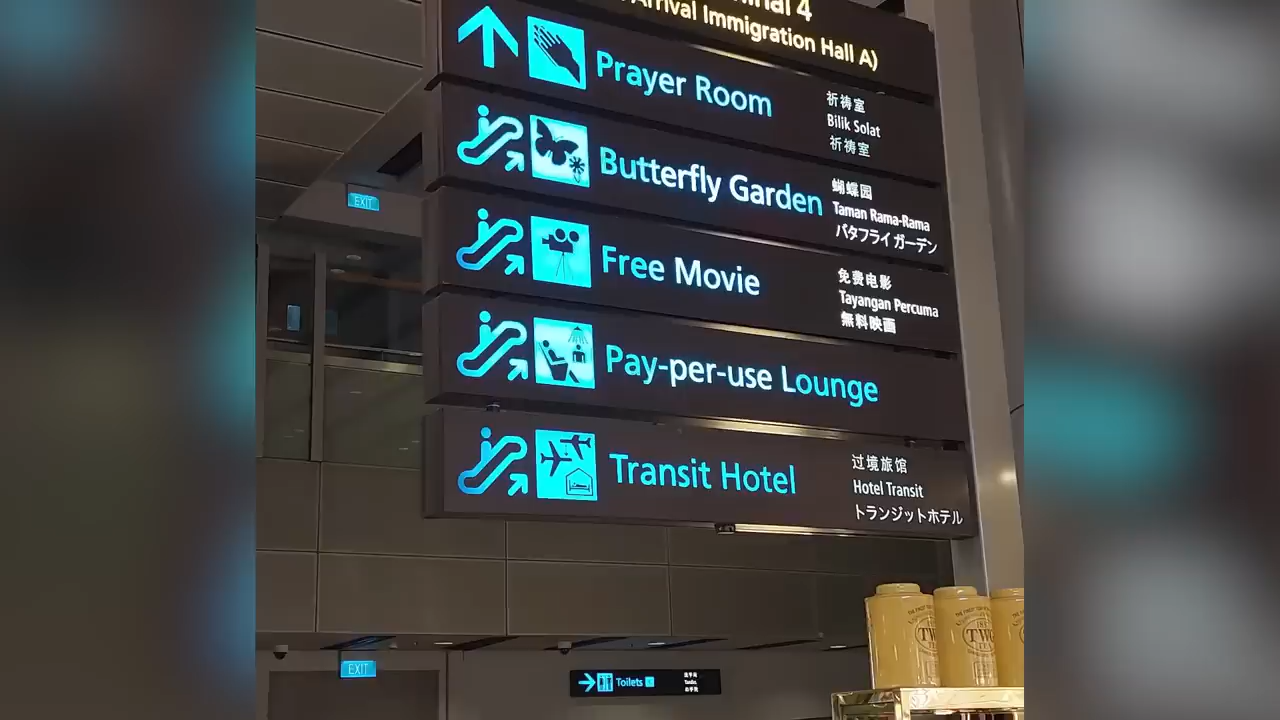 4
Arrival Immigration Hall A)
Prayer Room
祈祷室
Bilik Solat
祈祷室
Butterfly Garden
蝴蝶园
Taman Rama-Rama
バタフライ ガーデン
Free Movie
免费电影
Tayangan Percuma
無料映画
Pay-per-use Lounge
Transit Hotel
过境旅馆
Hotel Transit
トランジットホテル
EXIT
EXIT
Toilets
Tandas
TWG